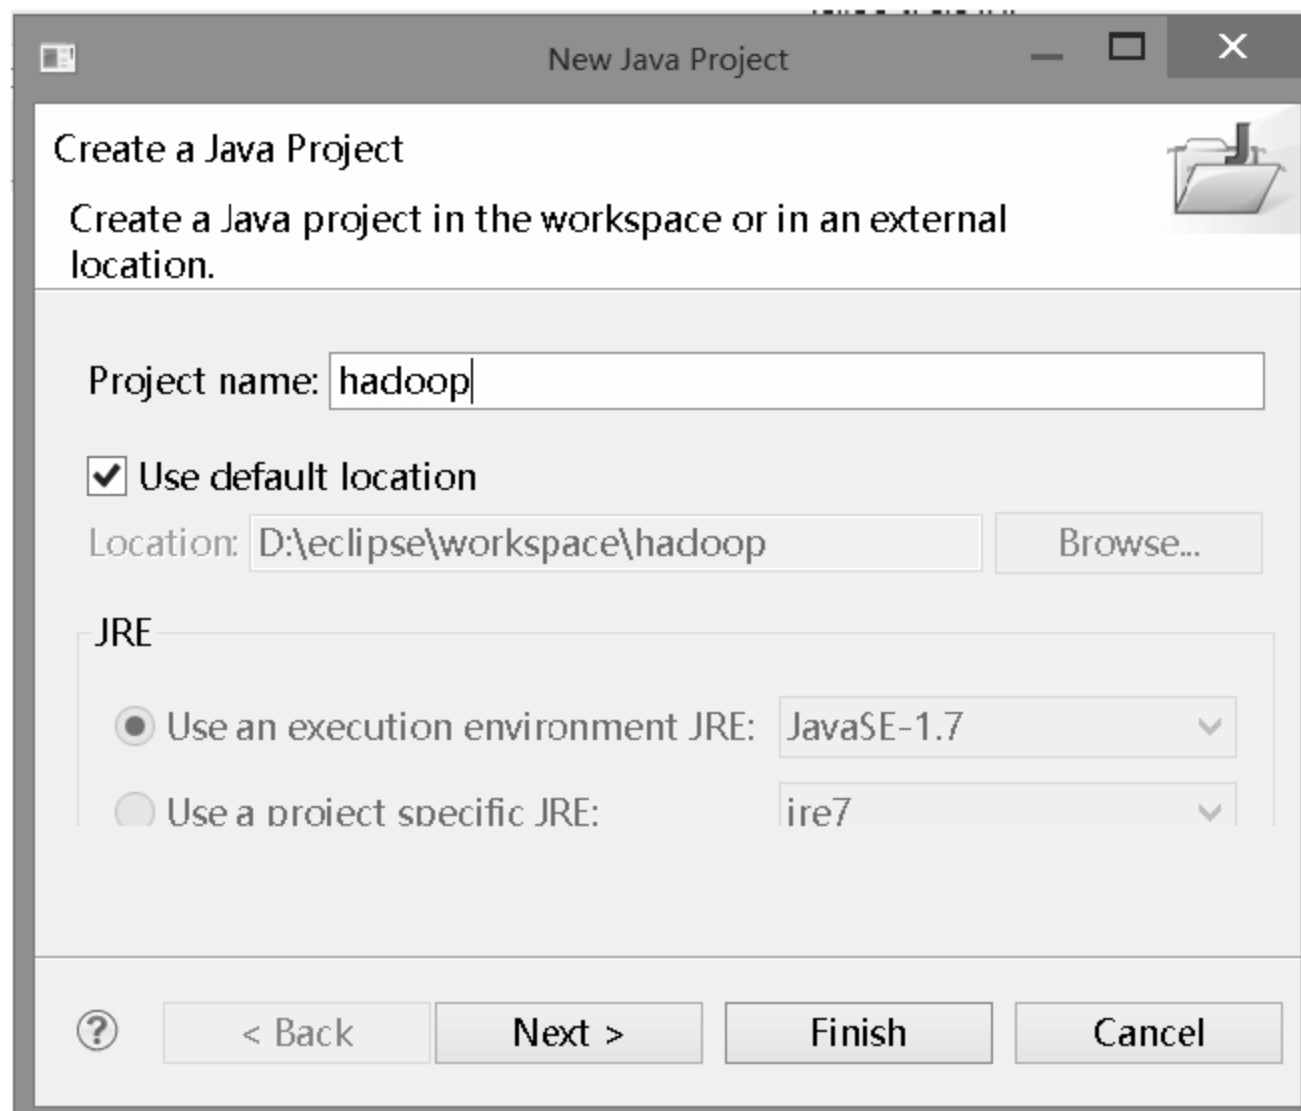 New Java Project
Create a Java Project
Create a Java project in the workspace or in an external
location.
Project name: hadoop
Use default location
Location: D:\eclipse\workspace\hadoop Browse...
JRE
Use an execution environment JRE: JavaSE-1.7
Use a project specific JRE: jre7
< Back Next > Finish Cancel